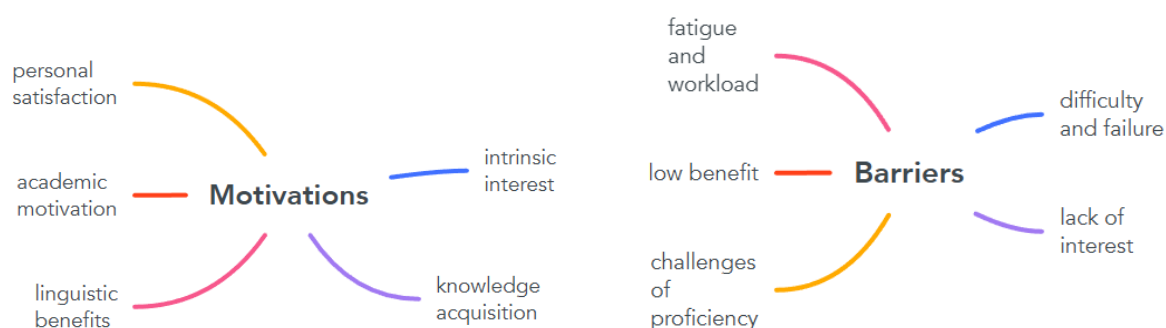 personal
satisfaction
academic
motivation
linguistic
benefits
Motivations
intrinsic
interest
knowledge
acquisition
fatigue
and
workload
low benefit
challenges
of
proficiency
Barriers
difficulty
and failure
lack of
interest